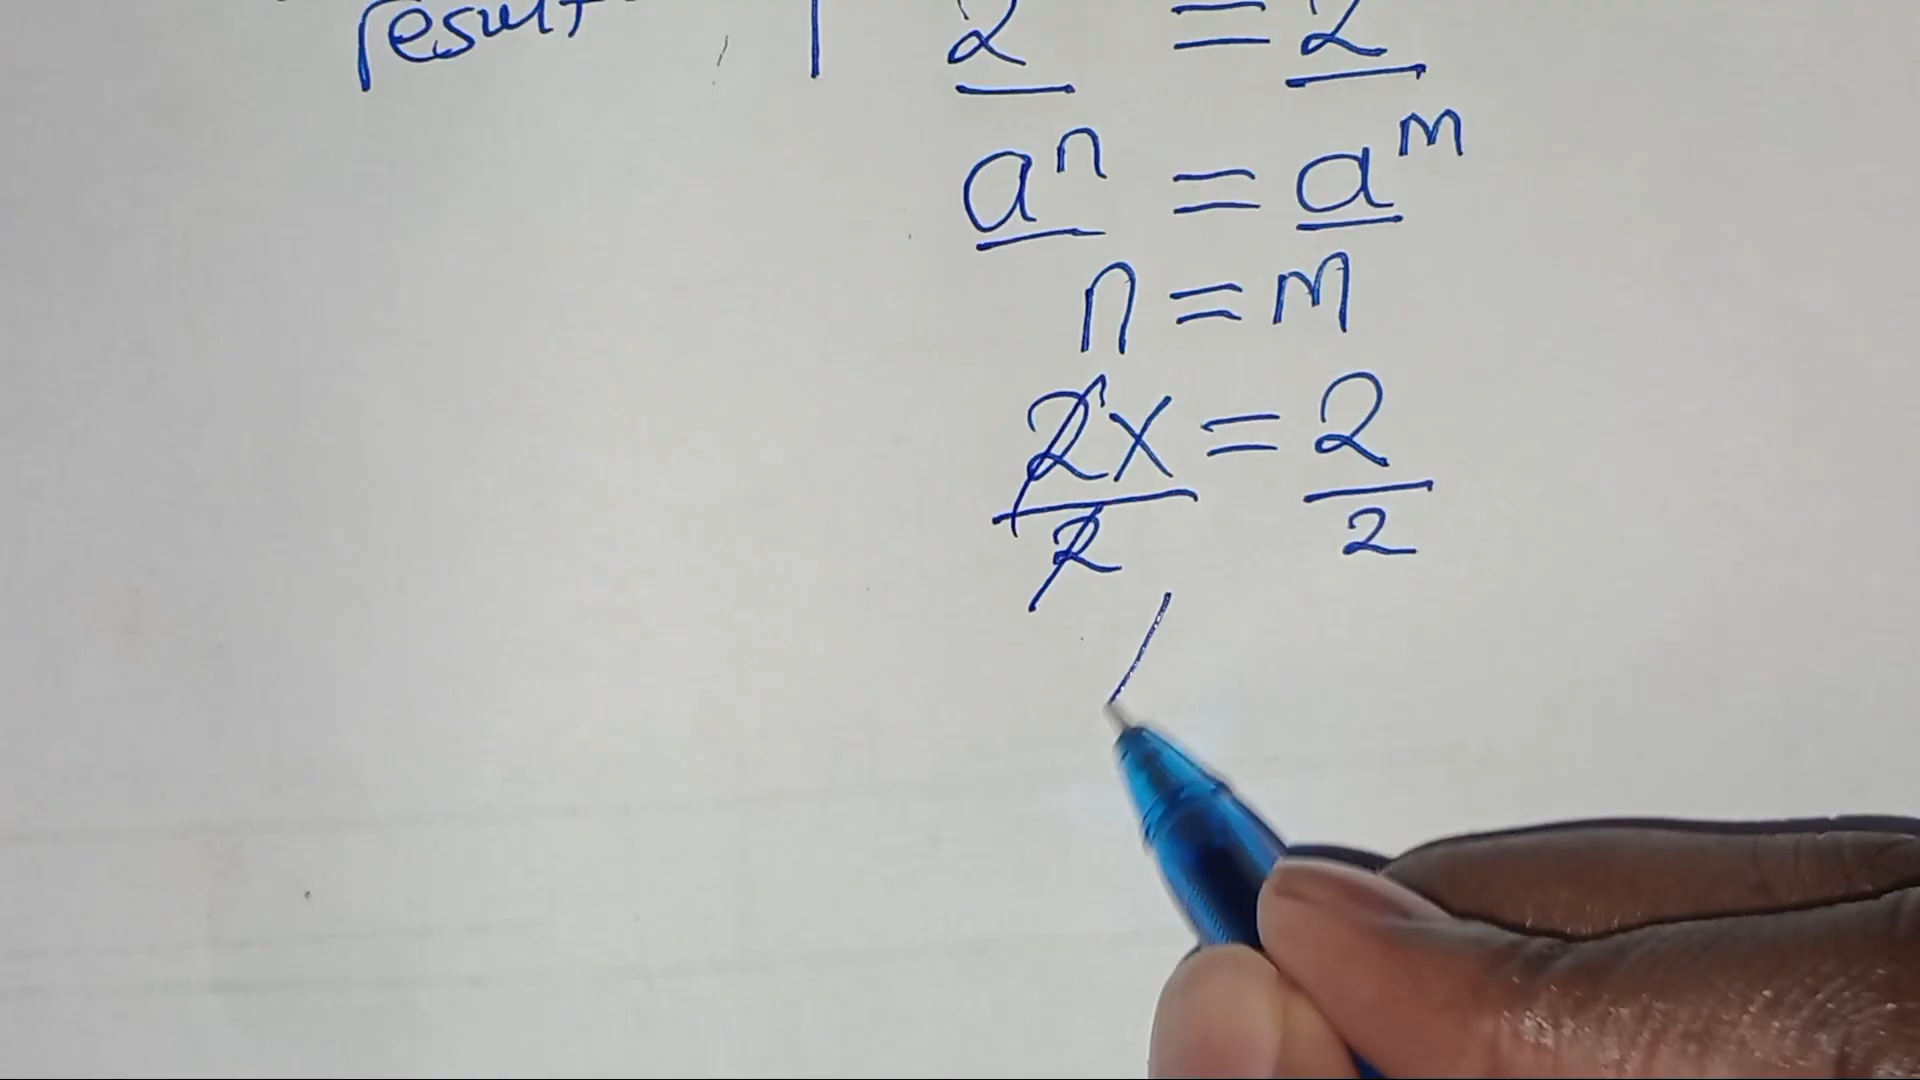 result | 2 = 2
aⁿ = aᵐ
n = m
2x/2 = 2/2